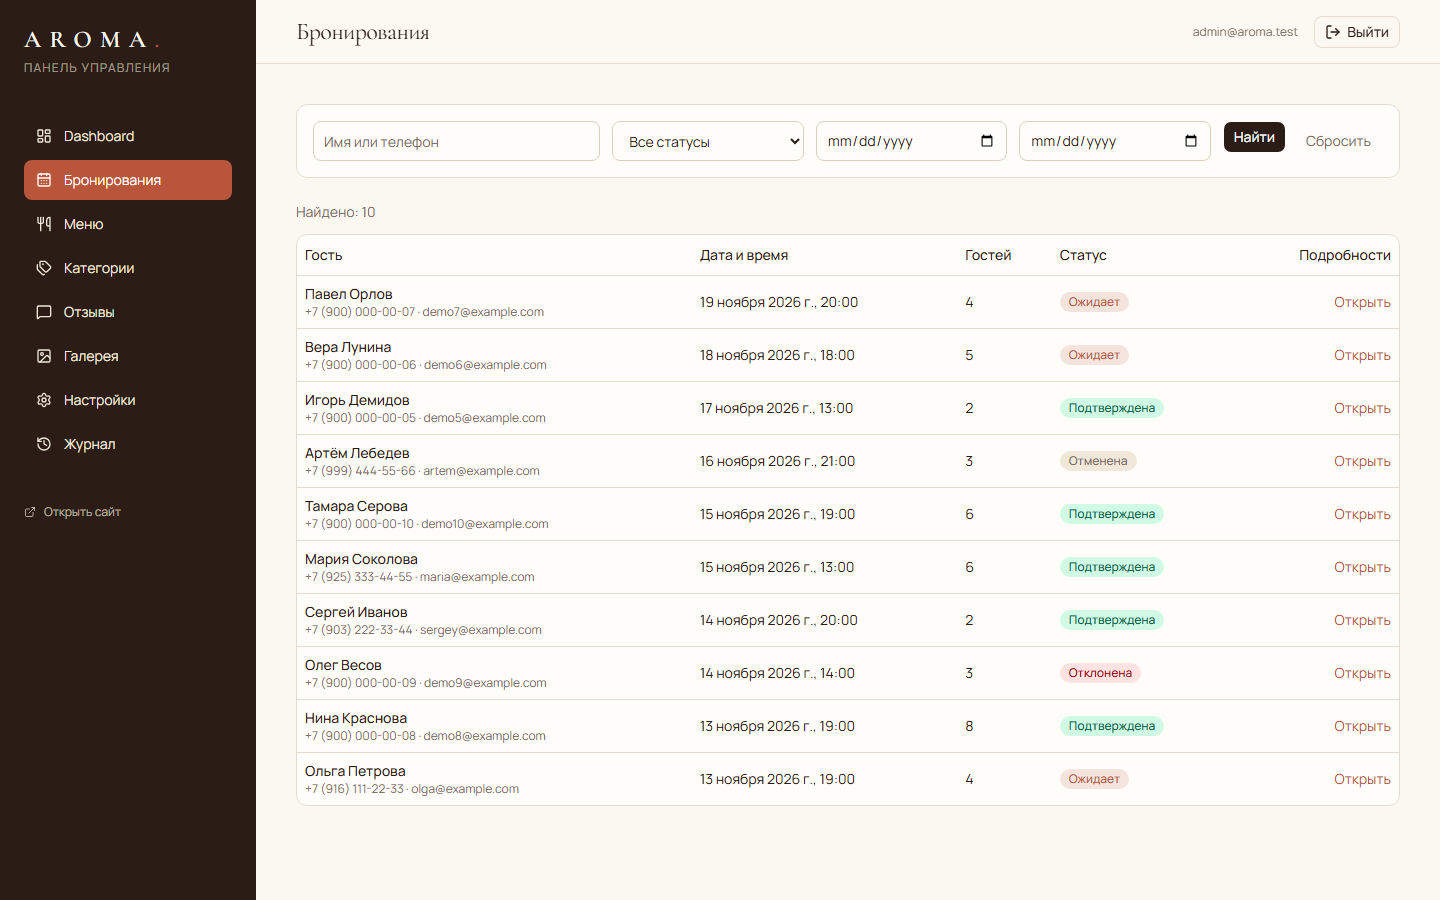 AROMA.
ПАНЕЛЬ УПРАВЛЕНИЯ
Dashboard
Бронирования
Меню
Категории
Отзывы
Галерея
Настройки
Журнал
Открыть сайт
Бронирования
admin@aroma.test
Выйти
Имя или телефон
Все статусы
mm/dd/yyyy
mm/dd/yyyy
Найти
Сбросить
Найдено: 10
Гость Дата и время Гостей Статус Подробности
Павел Орлов
+7 (900) 000-00-07 · demo7@example.com
19 ноября 2026 г., 20:00 4 Ожидает Открыть
Вера Лунина
+7 (900) 000-00-06 · demo6@example.com
18 ноября 2026 г., 18:00 5 Ожидает Открыть
Игорь Демидов
+7 (900) 000-00-05 · demo5@example.com
17 ноября 2026 г., 13:00 2 Подтверждена Открыть
Артём Лебедев
+7 (999) 444-55-66 · artem@example.com
16 ноября 2026 г., 21:00 3 Отменена Открыть
Тамара Серова
+7 (900) 000-00-10 · demo10@example.com
15 ноября 2026 г., 19:00 6 Подтверждена Открыть
Мария Соколова
+7 (925) 333-44-55 · maria@example.com
15 ноября 2026 г., 13:00 6 Подтверждена Открыть
Сергей Иванов
+7 (903) 222-33-44 · sergey@example.com
14 ноября 2026 г., 20:00 2 Подтверждена Открыть
Олег Весов
+7 (900) 000-00-09 · demo9@example.com
14 ноября 2026 г., 14:00 3 Отклонена Открыть
Нина Краснова
+7 (900) 000-00-08 · demo8@example.com
13 ноября 2026 г., 19:00 8 Подтверждена Открыть
Ольга Петрова
+7 (916) 111-22-33 · olga@example.com
13 ноября 2026 г., 19:00 4 Ожидает Открыть